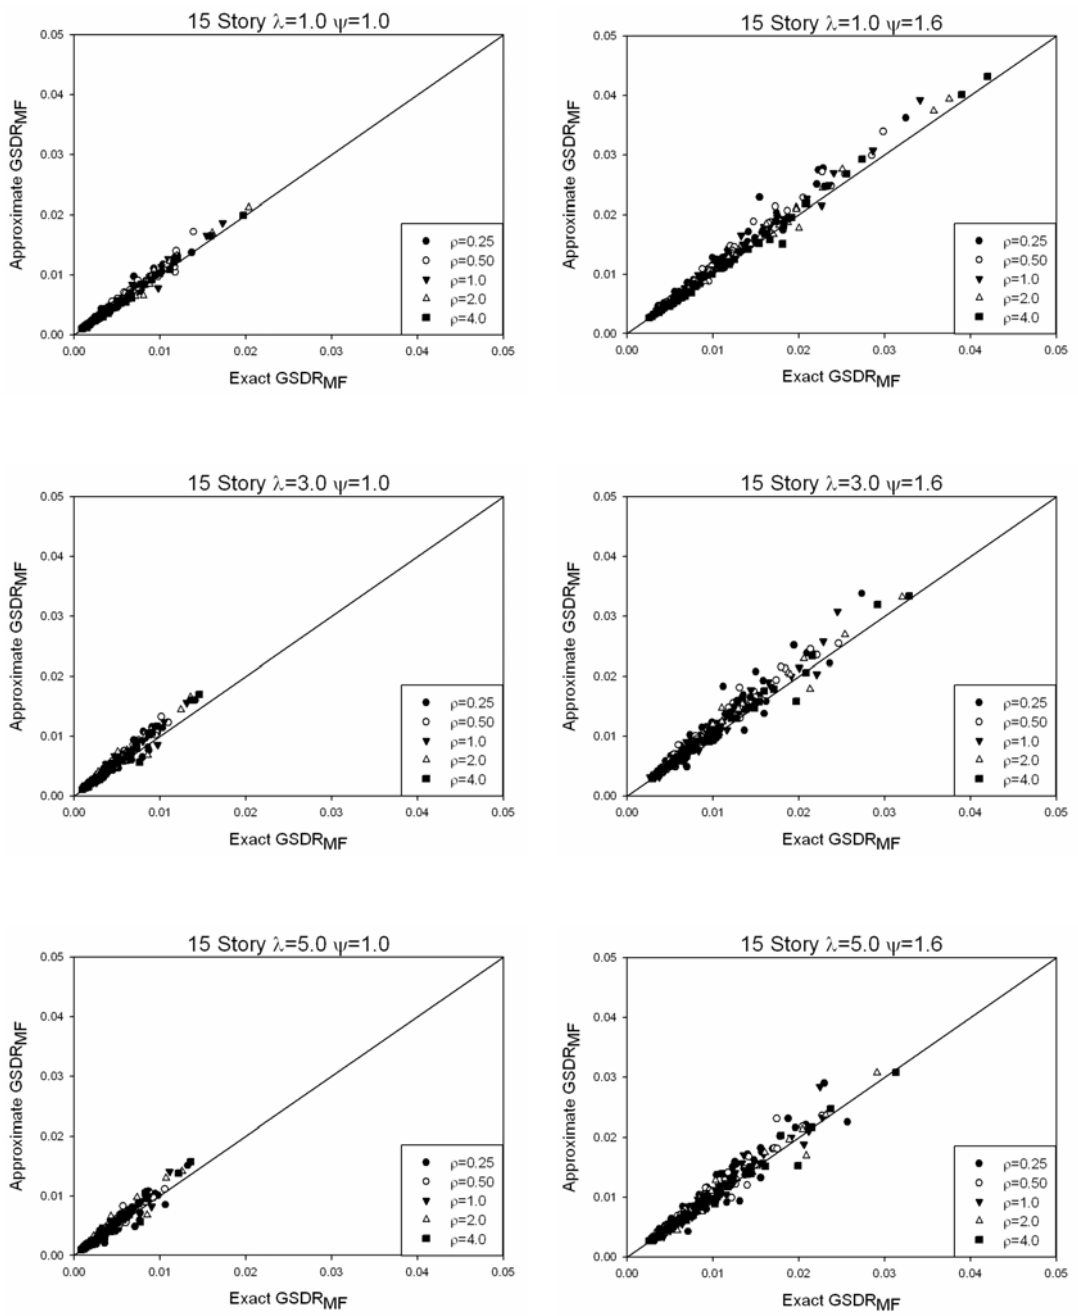 15 Story λ=1.0 ψ=1.0
Approximate GSDRMF
0.05
0.04
0.03
0.02
0.01
0.00
ρ=0.25
ρ=0.50
ρ=1.0
ρ=2.0
ρ=4.0
0.00 0.01 0.02 0.03 0.04 0.05
Exact GSDRMF
15 Story λ=1.0 ψ=1.6
Approximate GSDRMF
0.05
0.04
0.03
0.02
0.01
0.00
ρ=0.25
ρ=0.50
ρ=1.0
ρ=2.0
ρ=4.0
0.00 0.01 0.02 0.03 0.04 0.05
Exact GSDRMF
15 Story λ=3.0 ψ=1.0
Approximate GSDRMF
0.05
0.04
0.03
0.02
0.01
0.00
ρ=0.25
ρ=0.50
ρ=1.0
ρ=2.0
ρ=4.0
0.00 0.01 0.02 0.03 0.04 0.05
Exact GSDRMF
15 Story λ=3.0 ψ=1.6
Approximate GSDRMF
0.05
0.04
0.03
0.02
0.01
0.00
ρ=0.25
ρ=0.50
ρ=1.0
ρ=2.0
ρ=4.0
0.00 0.01 0.02 0.03 0.04 0.05
Exact GSDRMF
15 Story λ=5.0 ψ=1.0
Approximate GSDRMF
0.05
0.04
0.03
0.02
0.01
0.00
ρ=0.25
ρ=0.50
ρ=1.0
ρ=2.0
ρ=4.0
0.00 0.01 0.02 0.03 0.04 0.05
Exact GSDRMF
15 Story λ=5.0 ψ=1.6
Approximate GSDRMF
0.05
0.04
0.03
0.02
0.01
0.00
ρ=0.25
ρ=0.50
ρ=1.0
ρ=2.0
ρ=4.0
0.00 0.01 0.02 0.03 0.04 0.05
Exact GSDRMF